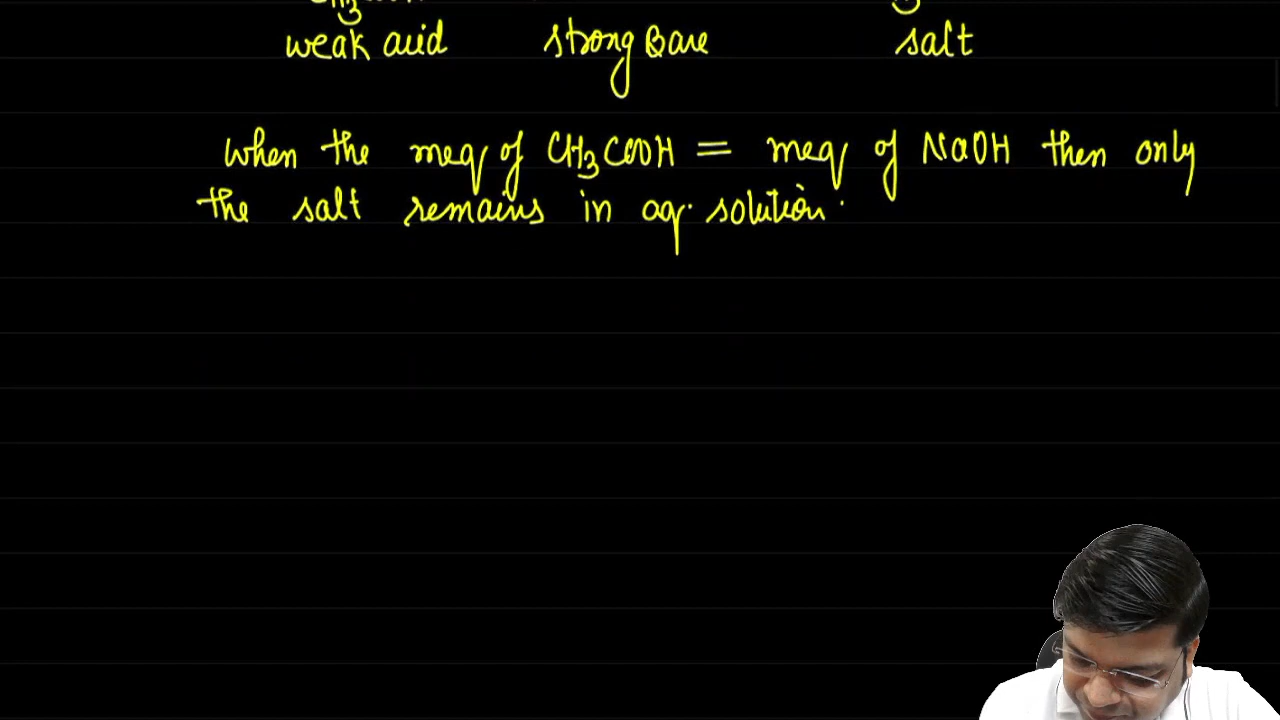 weak acid strong Base salt
when the meq of CH3COOH = meq of NaOH then only
the salt remains in aq. solution.